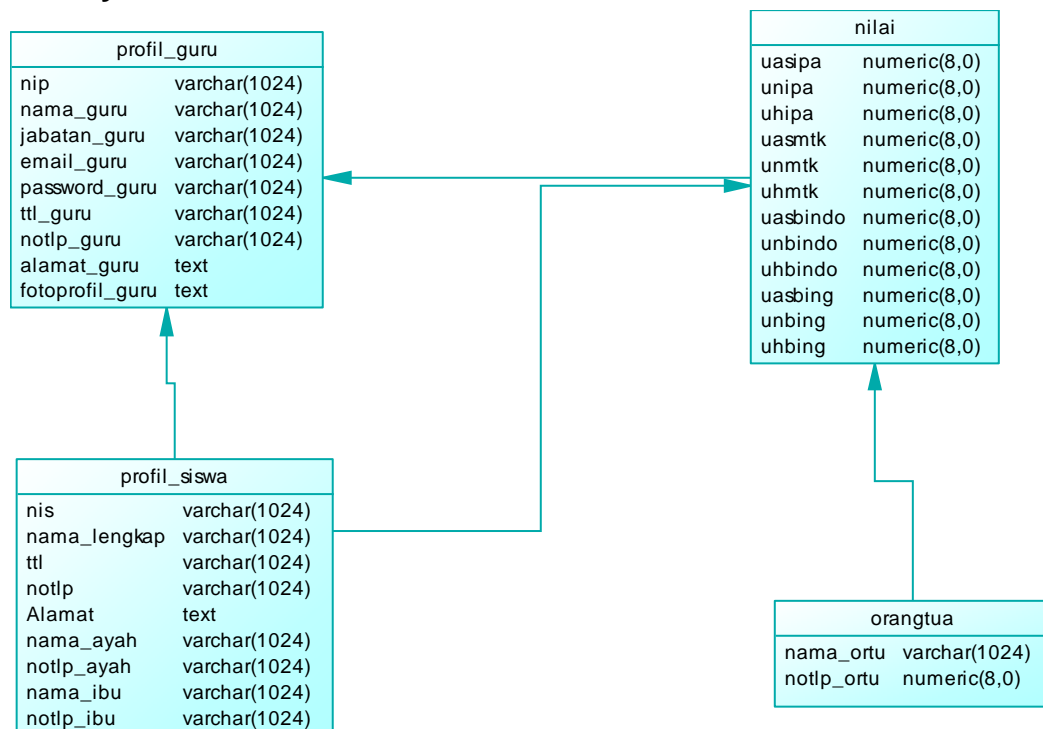 profil_guru
nip varchar(1024)
nama_guru varchar(1024)
jabatan_guru varchar(1024)
email_guru varchar(1024)
password_guru varchar(1024)
ttl_guru varchar(1024)
notlp_guru varchar(1024)
alamat_guru text
fotoprofil_guru text
nilai
uasipa numeric(8,0)
unipa numeric(8,0)
uhipa numeric(8,0)
uasmtk numeric(8,0)
unmtk numeric(8,0)
uhmtk numeric(8,0)
uasbindo numeric(8,0)
unbindo numeric(8,0)
uhbindo numeric(8,0)
uasbing numeric(8,0)
unbing numeric(8,0)
uhbing numeric(8,0)
profil_siswa
nis varchar(1024)
nama_lengkap varchar(1024)
ttl varchar(1024)
notlp varchar(1024)
Alamat text
nama_ayah varchar(1024)
notlp_ayah varchar(1024)
nama_ibu varchar(1024)
notlp_ibu varchar(1024)
orangtua
nama_ortu varchar(1024)
notlp_ortu numeric(8,0)